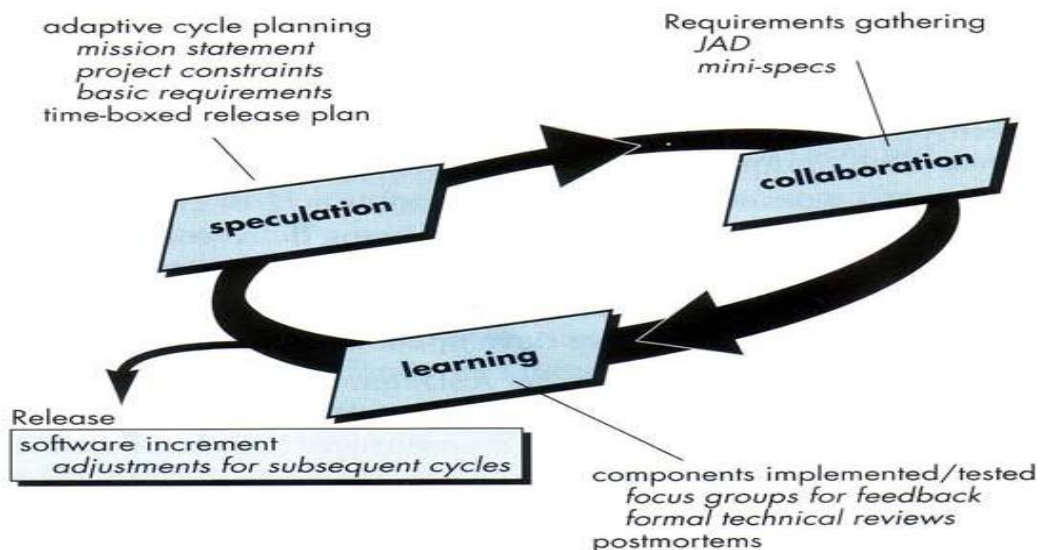 adaptive cycle planning
mission statement
project constraints
basic requirements
time-boxed release plan
Requirements gathering
JAD
mini-specs
speculation
collaboration
learning
Release
software increment
adjustments for subsequent cycles
components implemented/tested
focus groups for feedback
formal technical reviews
postmortems